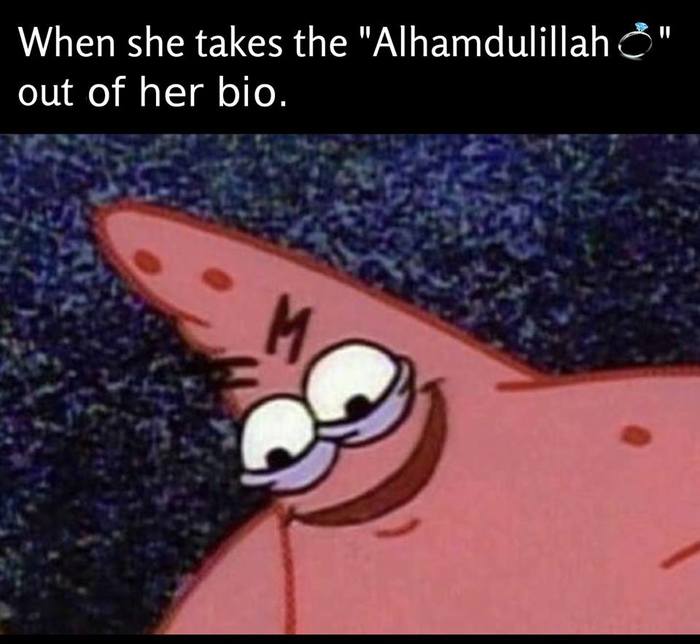 When she takes the "Alhamdulillah 💍"
out of her bio.